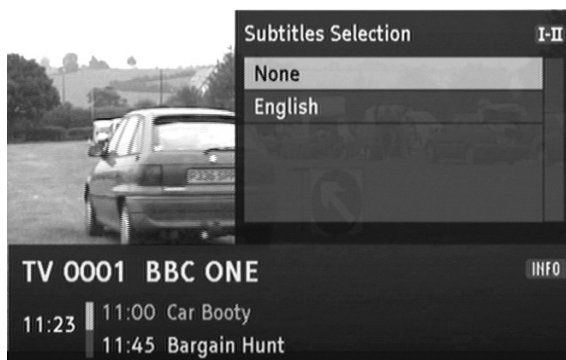 Subtitles Selection I-II
None
English
TV 0001 BBC ONE INFO
11:23
11:00 Car Booty
11:45 Bargain Hunt